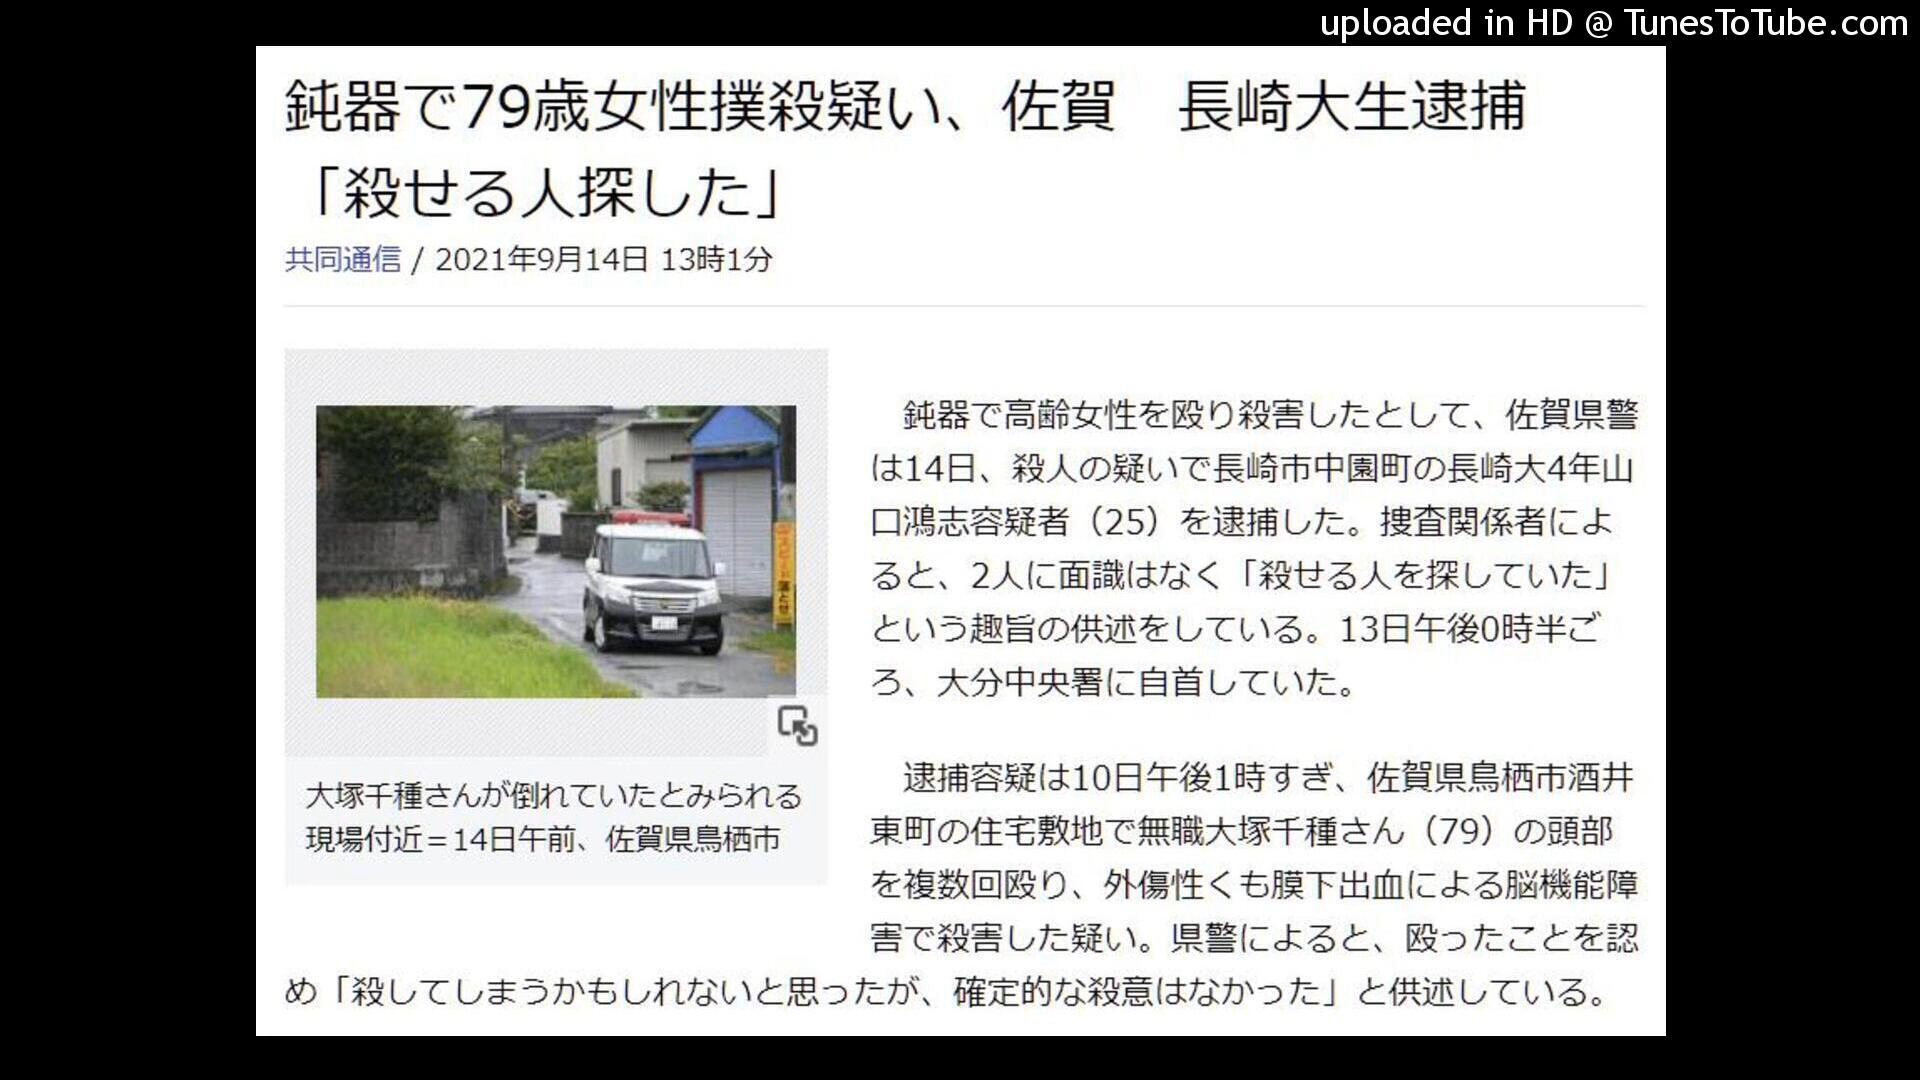 uploaded in HD @ TunesToTube.com
鈍器で79歳女性撲殺疑い、佐賀　長崎大生逮捕
「殺せる人探した」
共同通信 / 2021年9月14日 13時1分
鈍器で高齢女性を殴り殺害したとして、佐賀県警
は14日、殺人の疑いで長崎市中園町の長崎大4年山
口鴻志容疑者（25）を逮捕した。捜査関係者によ
ると、2人に面識はなく「殺せる人を探していた」
という趣旨の供述をしている。13日午後0時半ご
ろ、大分中央署に自首していた。
落とせ
大塚千種さんが倒れていたとみられる
現場付近＝14日午前、佐賀県鳥栖市
逮捕容疑は10日午後1時すぎ、佐賀県鳥栖市酒井
東町の住宅敷地で無職大塚千種さん（79）の頭部
を複数回殴り、外傷性くも膜下出血による脳機能障
害で殺害した疑い。県警によると、殴ったことを認
め「殺してしまうかもしれないと思ったが、確定的な殺意はなかった」と供述している。